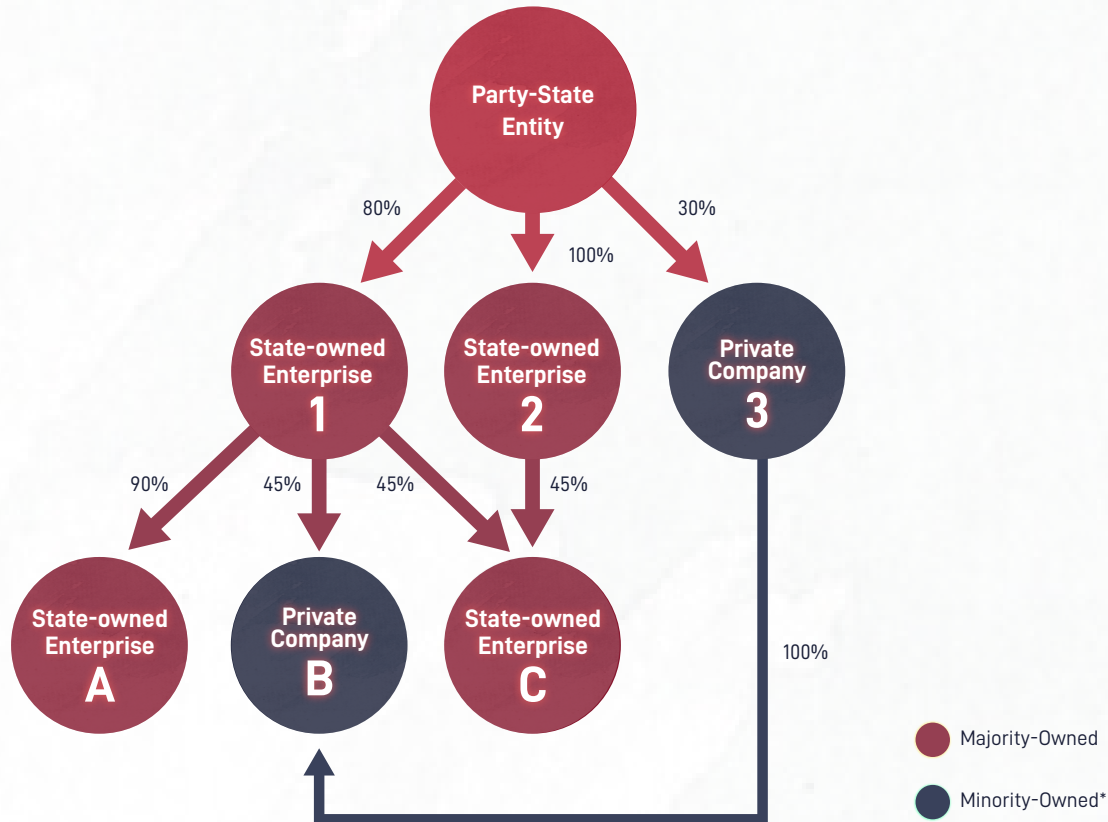 Party-State
Entity
80%
30%
100%
State-owned
Enterprise
1
State-owned
Enterprise
2
Private
Company
3
90%
45%
45%
45%
State-owned
Enterprise
A
Private
Company
B
State-owned
Enterprise
C
100%
Majority-Owned
Minority-Owned*